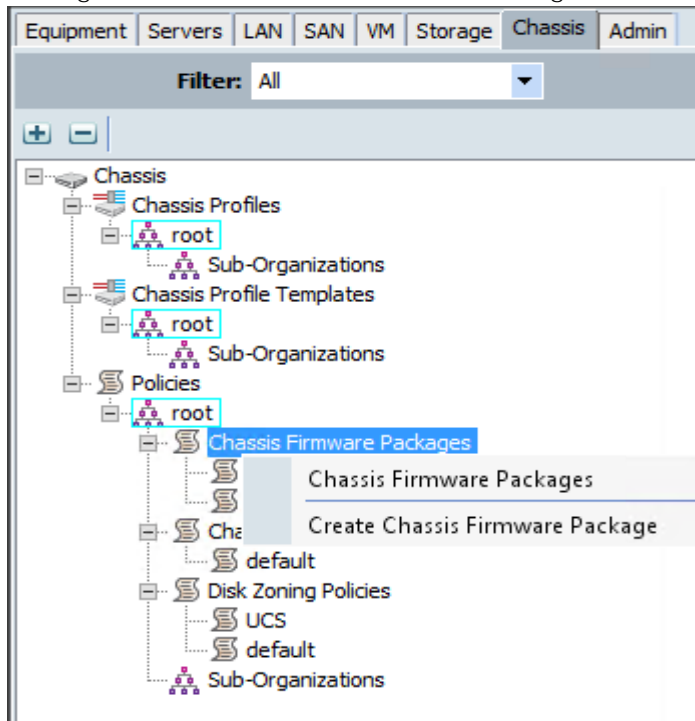 Equipment Servers LAN SAN VM Storage Chassis Admin
Filter: All
Chassis
Chassis Profiles
root
Sub-Organizations
Chassis Profile Templates
root
Sub-Organizations
Policies
root
Chassis Firmware Packages
Chassis Firmware Packages
Create Chassis Firmware Package
default
Disk Zoning Policies
UCS
default
Sub-Organizations